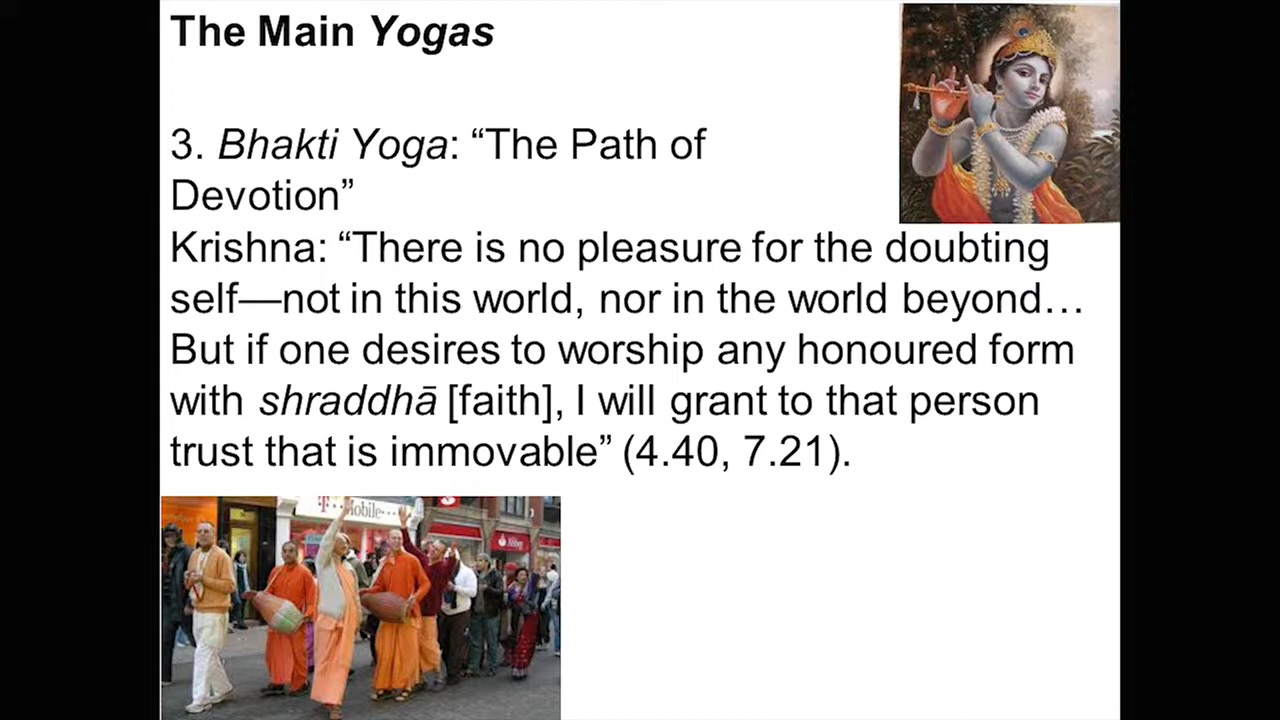 The Main Yogas
3. Bhakti Yoga: “The Path of
Devotion”
Krishna: “There is no pleasure for the doubting
self—not in this world, nor in the world beyond…
But if one desires to worship any honoured form
with shraddhā [faith], I will grant to that person
trust that is immovable” (4.40, 7.21).
T··Mobile···
Abbey